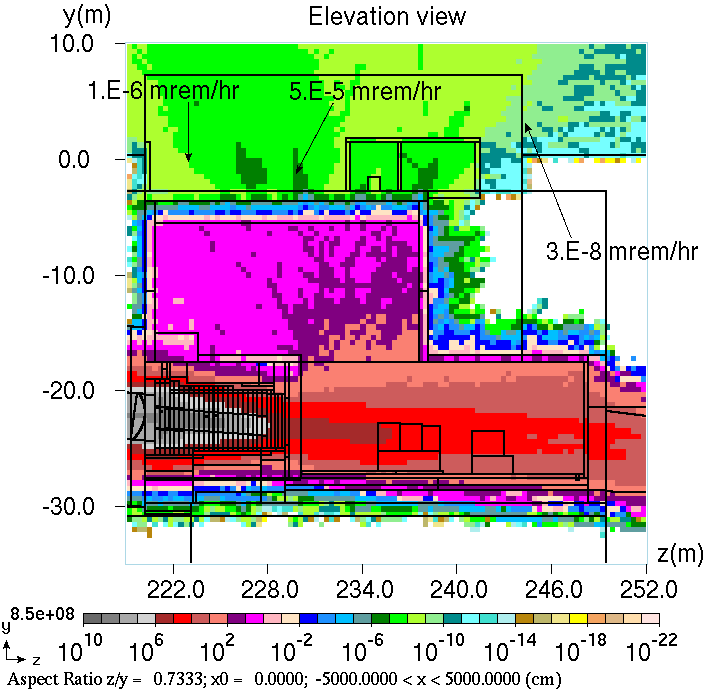 Elevation view
y(m)
10.0
1.E-6 mrem/hr
5.E-5 mrem/hr
0.0
3.E-8 mrem/hr
-10.0
-20.0
-30.0
z(m)
222.0 228.0 234.0 240.0 246.0 252.0
8.5e+08
10^10 10^6 10^2 10^-2 10^-6 10^-10 10^-14 10^-18 10^-22
y
z
Aspect Ratio z/y = 0.7333; x0 = 0.0000; -5000.0000 < x < 5000.0000 (cm)